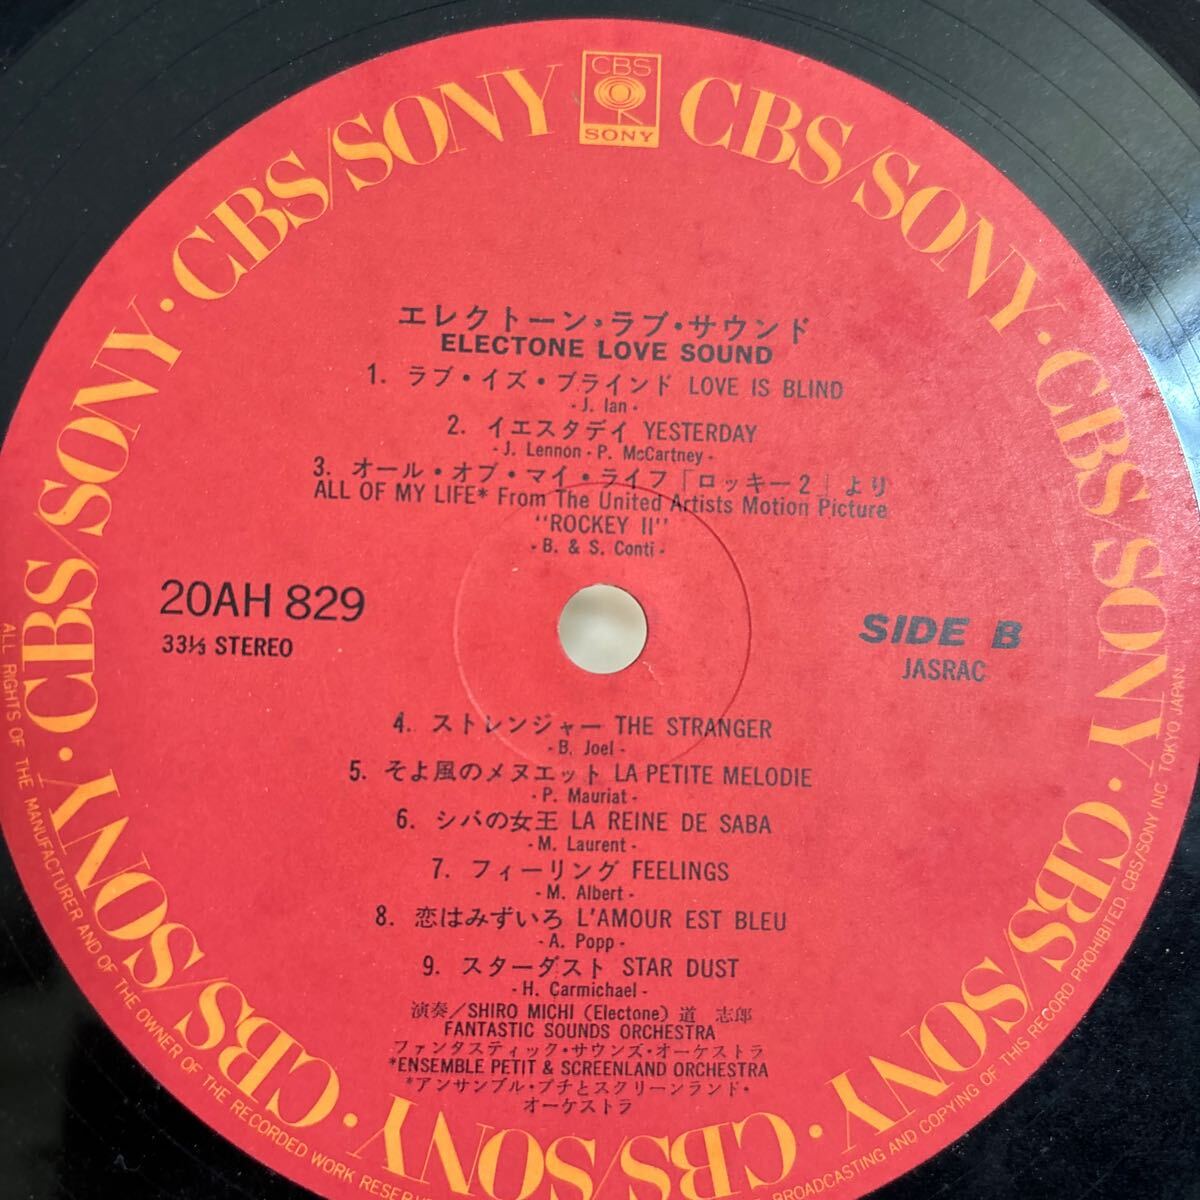 CBS
SONY
CBS/SONY · CBS/SONY · CBS/SONY · CBS/SONY · CBS/SONY · CBS/SONY · CBS/SONY · CBS/SONY
エレクトーン・ラブ・サウンド
ELECTONE LOVE SOUND
1. ラブ・イズ・ブラインド LOVE IS BLIND
- J. Ian -
2. イエスタデイ YESTERDAY
- J. Lennon - P. McCartney -
3. オール・オブ・マイ・ライフ「ロッキー2」より
ALL OF MY LIFE* From The United Artists Motion Picture
"ROCKEY II"
- B. & S. Conti -
20AH 829
33⅓ STEREO
SIDE B
JASRAC
4. ストレンジャー THE STRANGER
- B. Joel -
5. そよ風のメヌエット LA PETITE MELODIE
- P. Mauriat -
6. シバの女王 LA REINE DE SABA
- M. Laurent -
7. フィーリング FEELINGS
- M. Albert -
8. 恋はみずいろ L'AMOUR EST BLEU
- A. Popp -
9. スターダスト STAR DUST
- H. Carmichael -
演奏/SHIRO MICHI (Electone) 道 志郎
FANTASTIC SOUNDS ORCHESTRA
ファンタスティック・サウンズ・オーケストラ
*ENSEMBLE PETIT & SCREENLAND ORCHESTRA
*アンサンブル・プチとスクリーンランド・
オーケストラ
ALL RIGHTS OF THE MANUFACTURER AND OF THE OWNER OF THE RECORDED WORK RESERVE
BROADCASTING AND COPYING OF THIS RECORD PROHIBITED. CBS/SONY INC. TOKYO JAPAN.